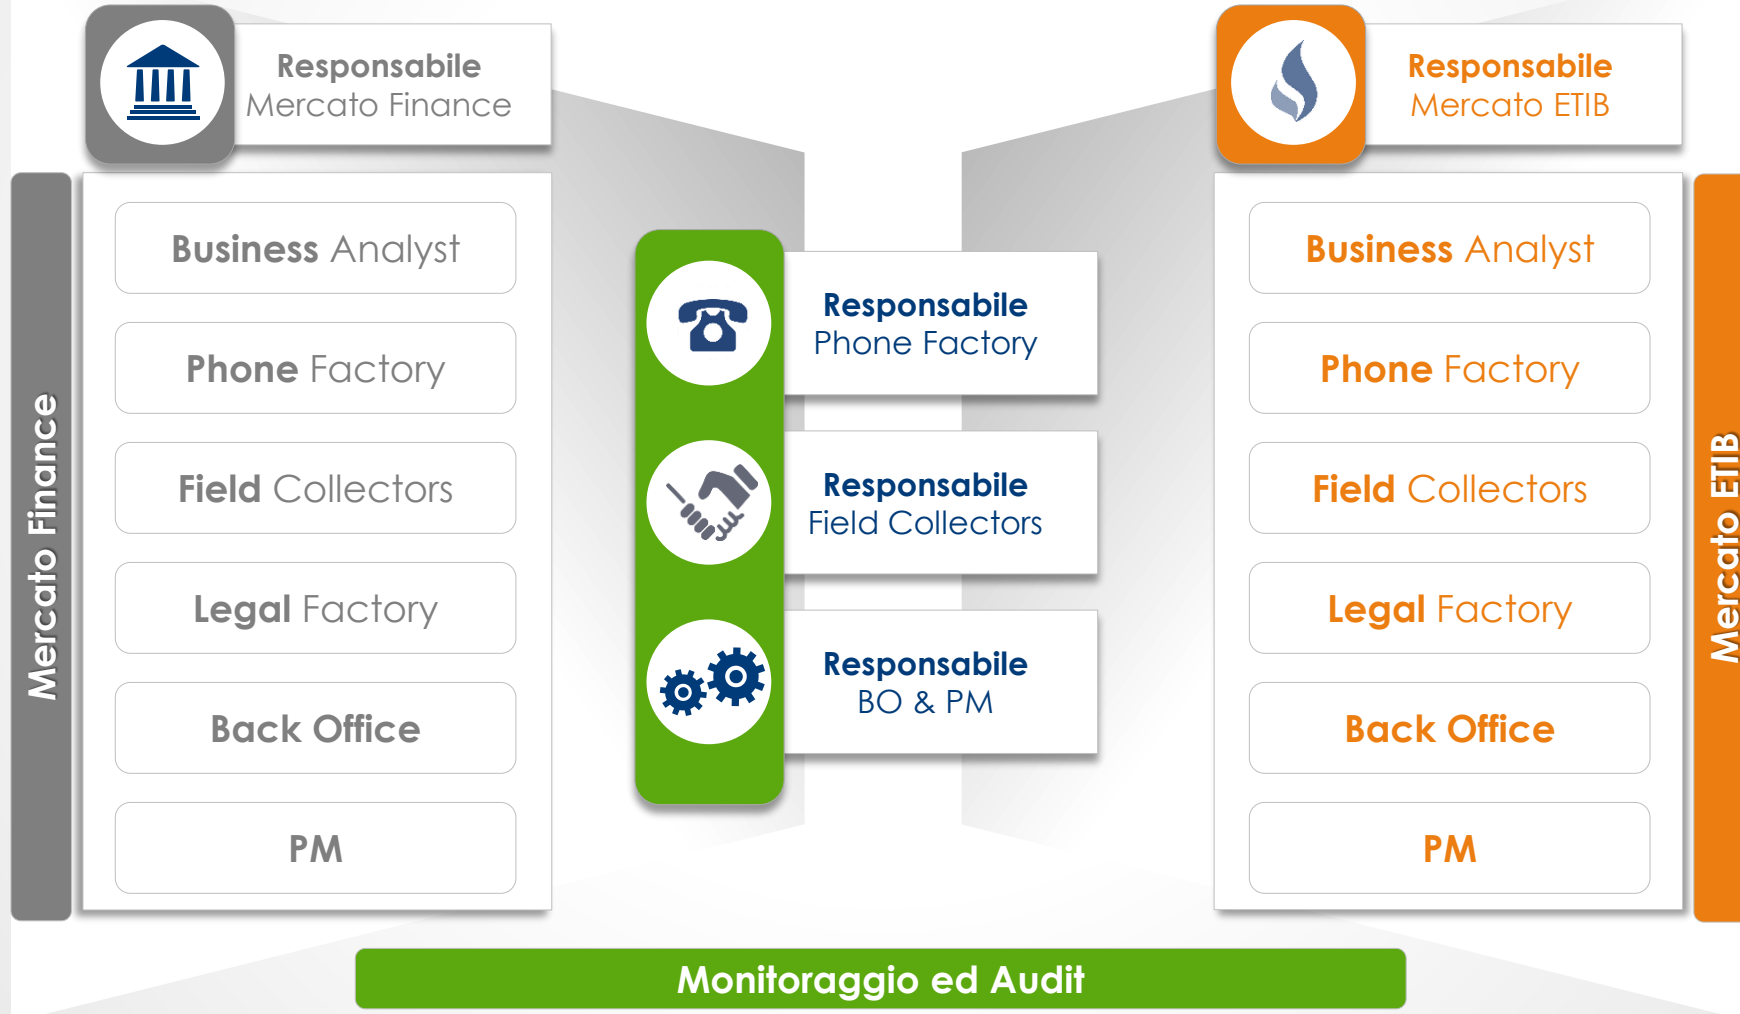 Responsabile
Mercato Finance
Mercato Finance
Business Analyst
Phone Factory
Field Collectors
Legal Factory
Back Office
PM
Responsabile
Phone Factory
Responsabile
Field Collectors
Responsabile
BO & PM
Responsabile
Mercato ETIB
Business Analyst
Phone Factory
Field Collectors
Legal Factory
Back Office
PM
Mercato ETIB
Monitoraggio ed Audit